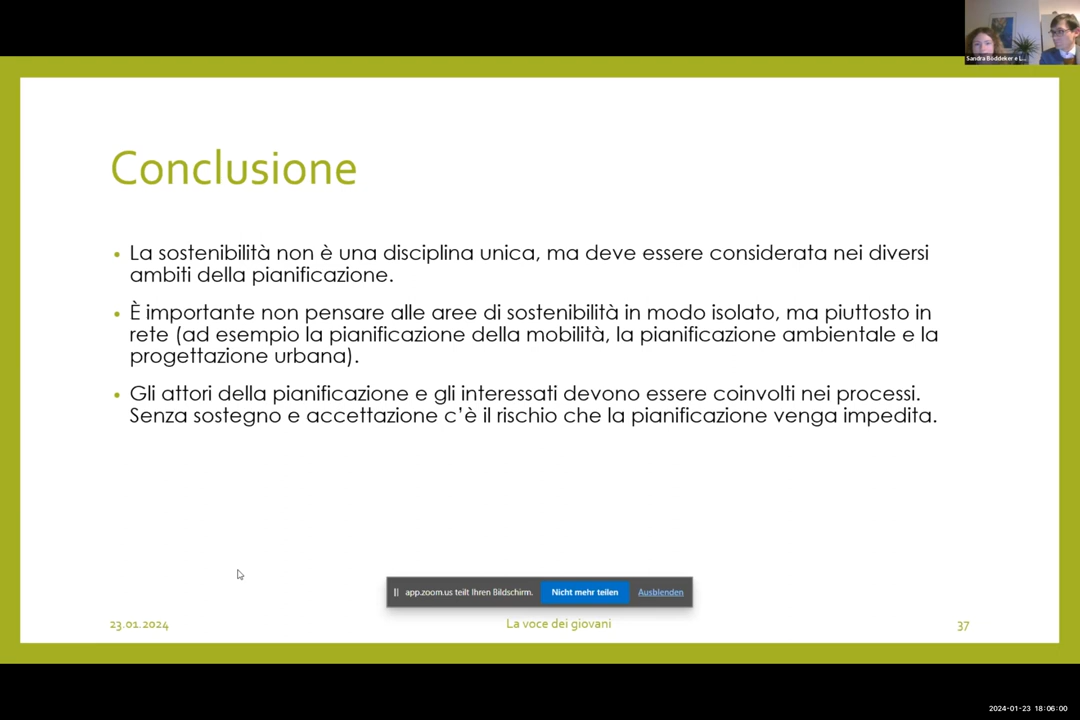 Sandra Böddeker e L...
Conclusione
• La sostenibilità non è una disciplina unica, ma deve essere considerata nei diversi
ambiti della pianificazione.
• È importante non pensare alle aree di sostenibilità in modo isolato, ma piuttosto in
rete (ad esempio la pianificazione della mobilità, la pianificazione ambientale e la
progettazione urbana).
• Gli attori della pianificazione e gli interessati devono essere coinvolti nei processi.
Senza sostegno e accettazione c’è il rischio che la pianificazione venga impedita.
app.zoom.us teilt Ihren Bildschirm. Nicht mehr teilen Ausblenden
23.01.2024 La voce dei giovani 37
2024-01-23 18:06:00